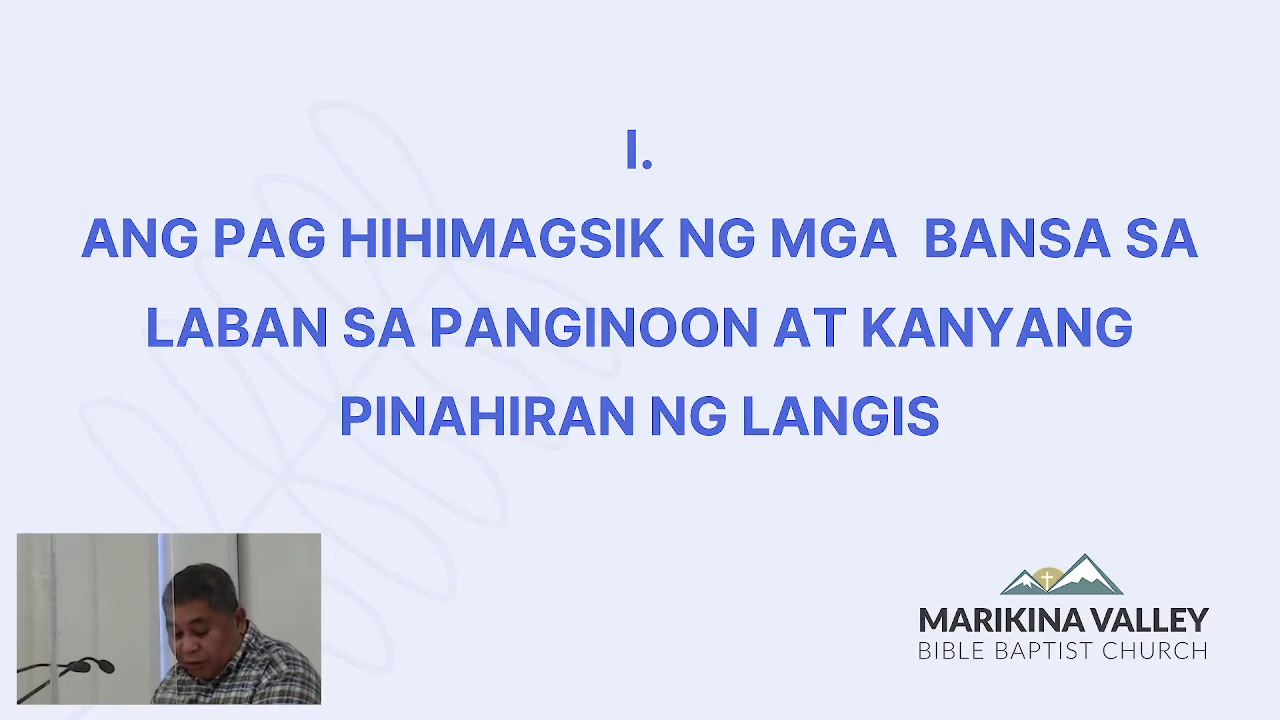 I.
ANG PAG HIHIMAGSIK NG MGA  BANSA SA
LABAN SA PANGINOON AT KANYANG
PINAHIRAN NG LANGIS
MARIKINA VALLEY
BIBLE BAPTIST CHURCH